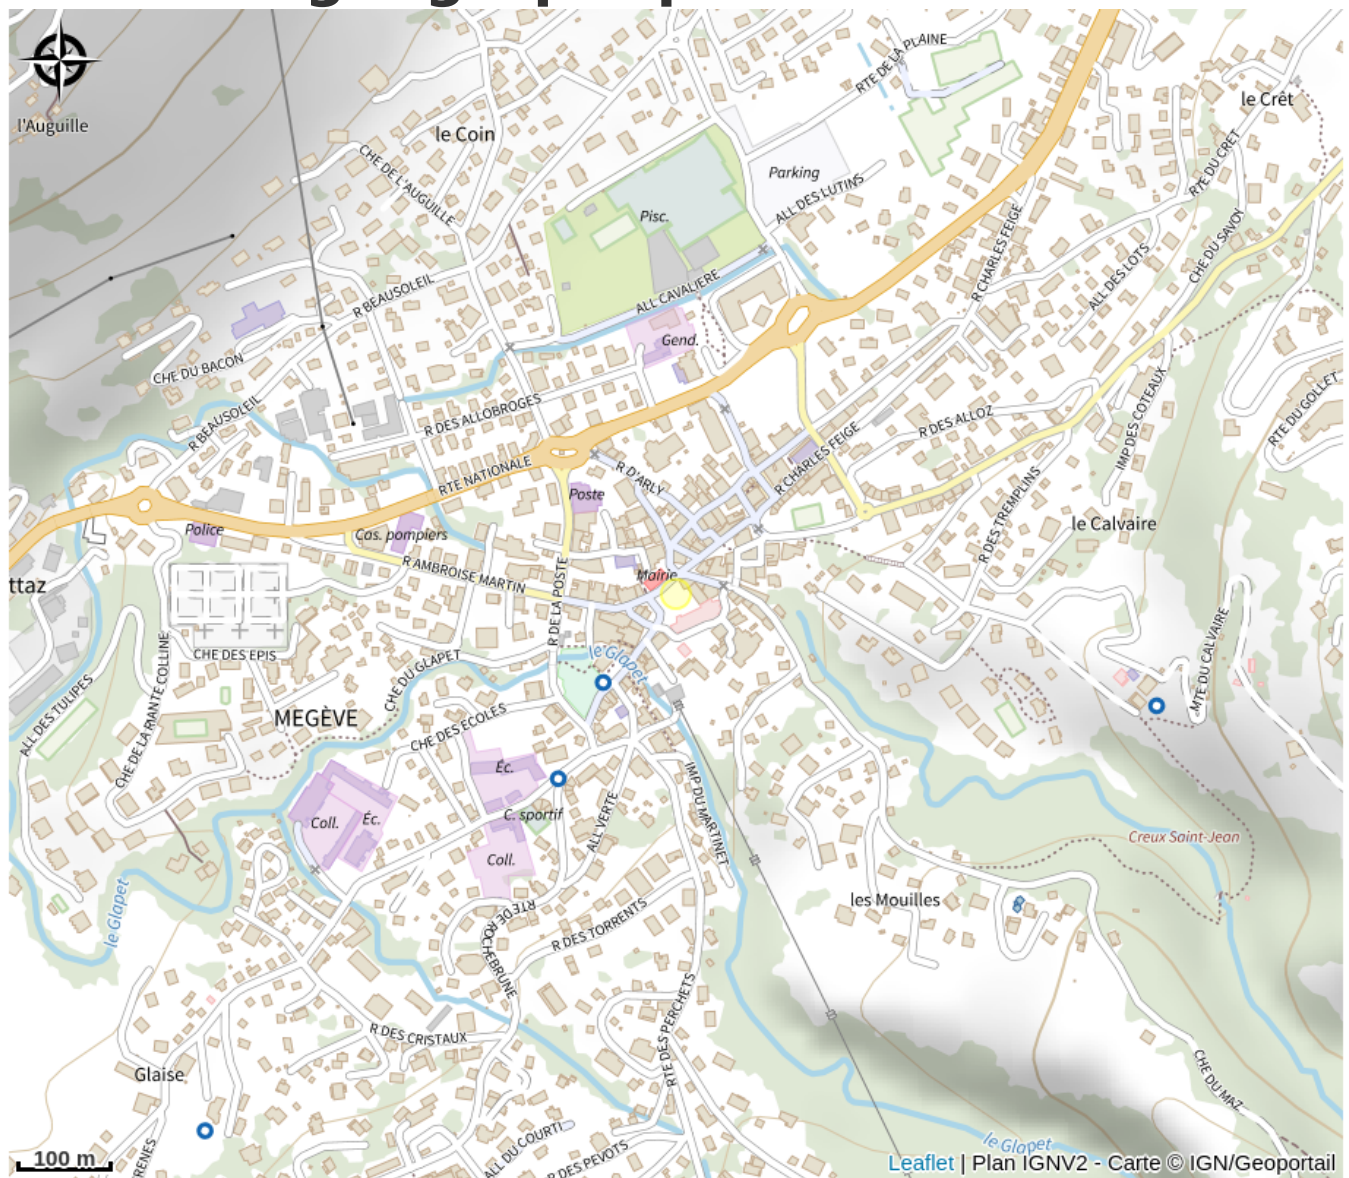 l'Auguille
le Coin
RTE DE LA PLAINE
le Crêt
CHE DE L'AUGUILLE
Parking
ALL DES LUTINS
RTE DU CRET
Pisc.
R CHARLES FEIGE
ALL DES LOTS
CHE DU SAVOY
R BEAUSOLEIL
ALL CAVALIERE
Gend.
CHE DU BACON
R BEAUSOLEIL
R DES ALLOBROGES
R DES ALLOZ
IMP DES COTEAUX
RTE DU GOLLET
R CHARLES FEIGE
RTE NATIONALE
R D'ARLY
Poste
Police
Cas. pompiers
R DES TREMPLINS
le Calvaire
ttaz
R AMBROISE MARTIN
Mairie
R DE LA POSTE
CHE DES EPIS
le Glapet
CHE DU GLAPET
MTE DU CALVAIRE
ALL DES TULIPES
CHE DE LA RIANTE COLLINE
MEGÈVE
CHE DES ECOLES
Éc.
IMP DU MARTINET
Coll.
Éc.
C. sportif
ALL VERTE
Coll.
Creux Saint-Jean
les Mouilles
le Glapet
RTE DE ROCHEBRUNE
R DES TORRENTS
RTE DES PERCHETS
R DES CRISTAUX
Glaise
CHE DU MAZ
RENES
ALL DU COURTI
R DES PEVOTS
le Glapet
100 m
Leaflet | Plan IGNV2 - Carte © IGN/Geoportail